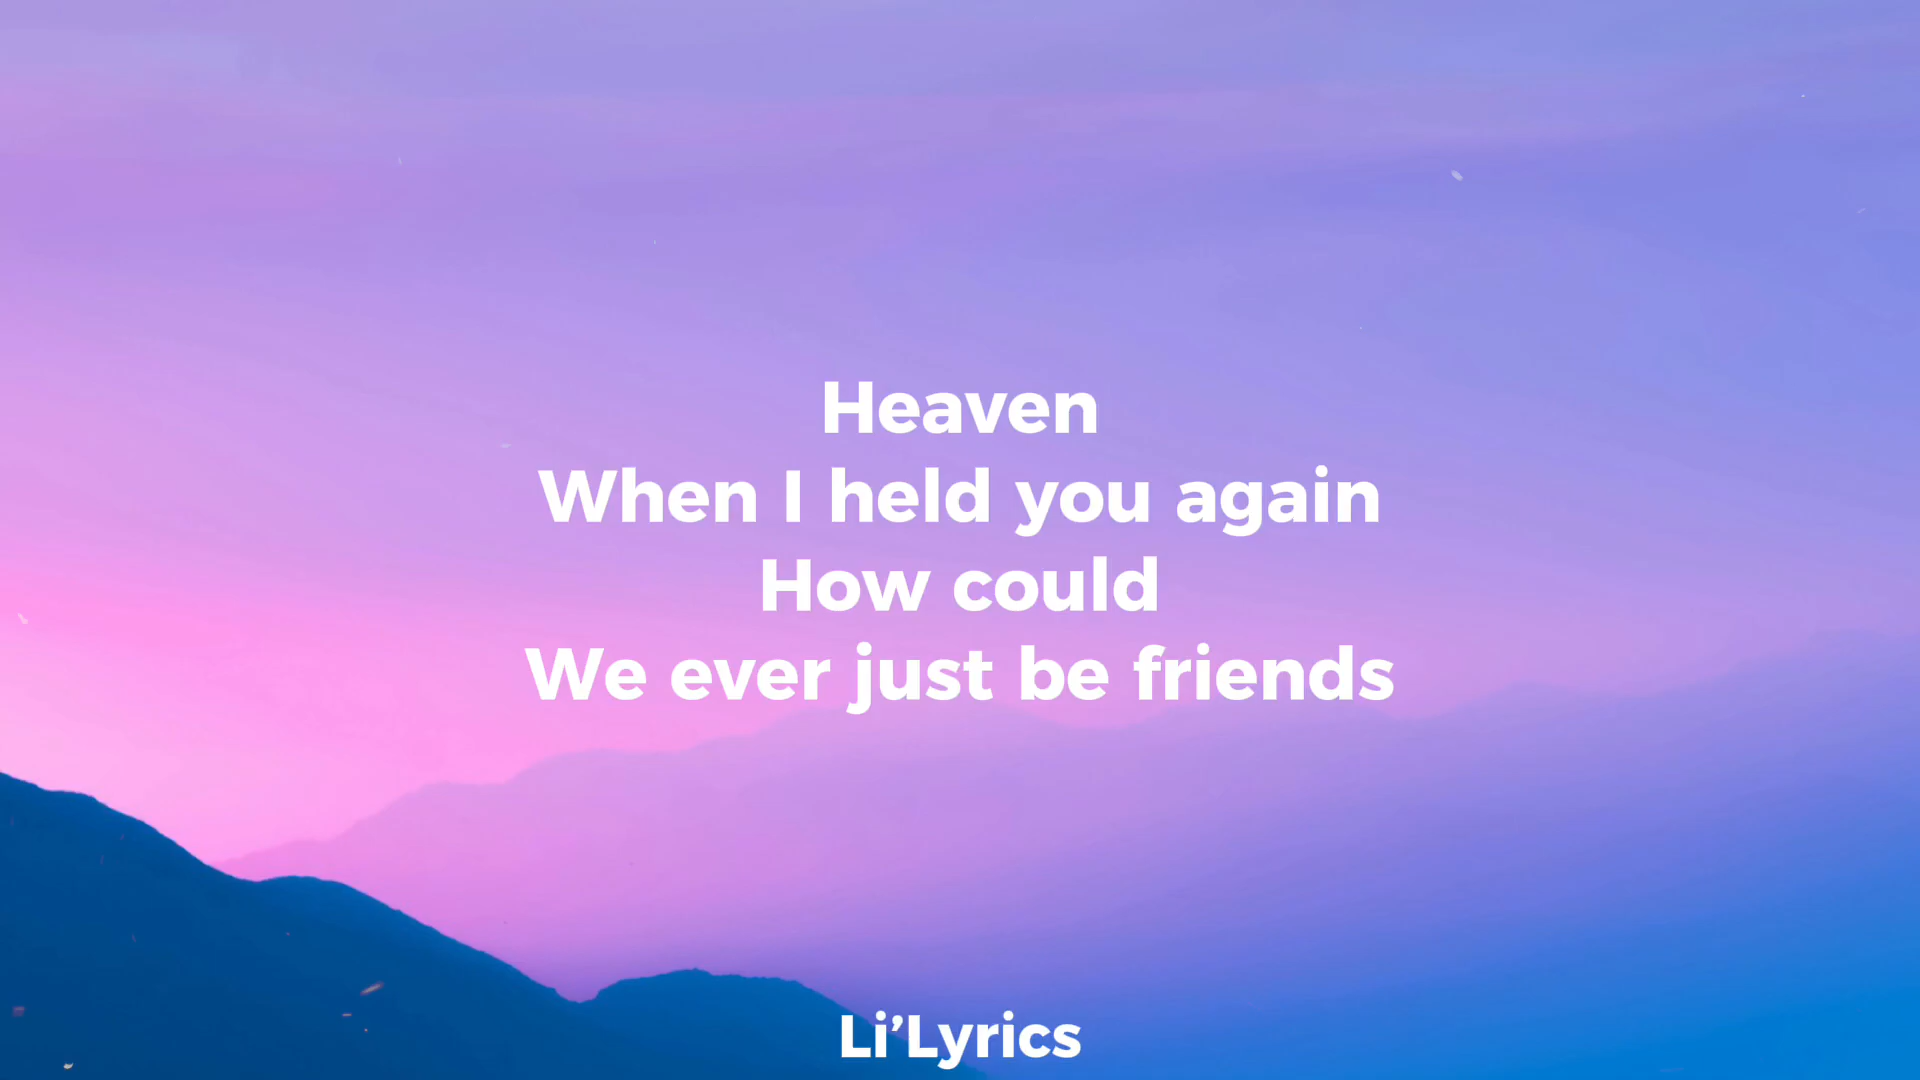 Heaven
When I held you again
How could
We ever just be friends
Li’Lyrics